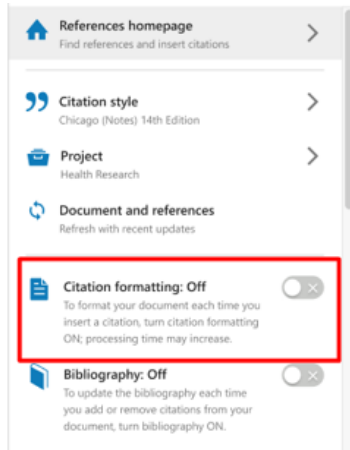 References homepage
Find references and insert citations
Citation style
Chicago (Notes) 14th Edition
Project
Health Research
Document and references
Refresh with recent updates
Citation formatting: Off
To format your document each time you
insert a citation, turn citation formatting
ON; processing time may increase.
Bibliography: Off
To update the bibliography each time
you add or remove citations from your
document, turn bibliography ON.